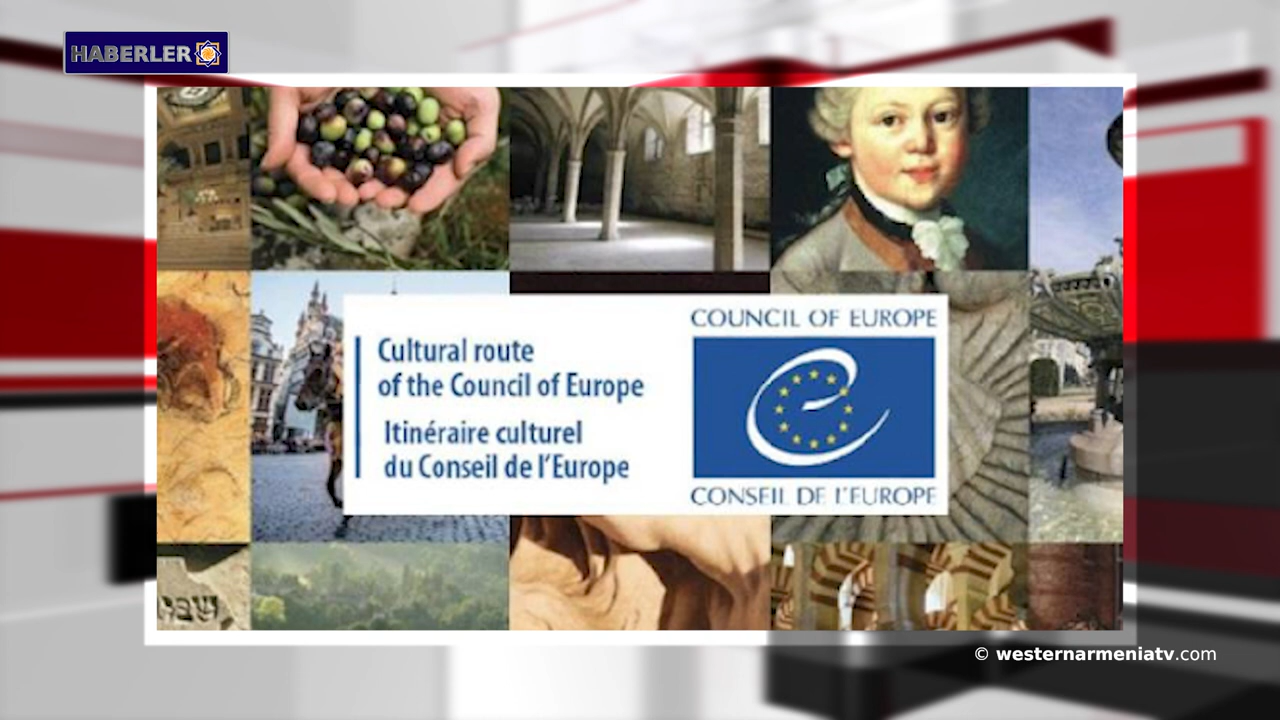 HABERLER
COUNCIL OF EUROPE
Cultural route
of the Council of Europe
Itinéraire culturel
du Conseil de l'Europe
CONSEIL DE L'EUROPE
© westernarmeniatv.com